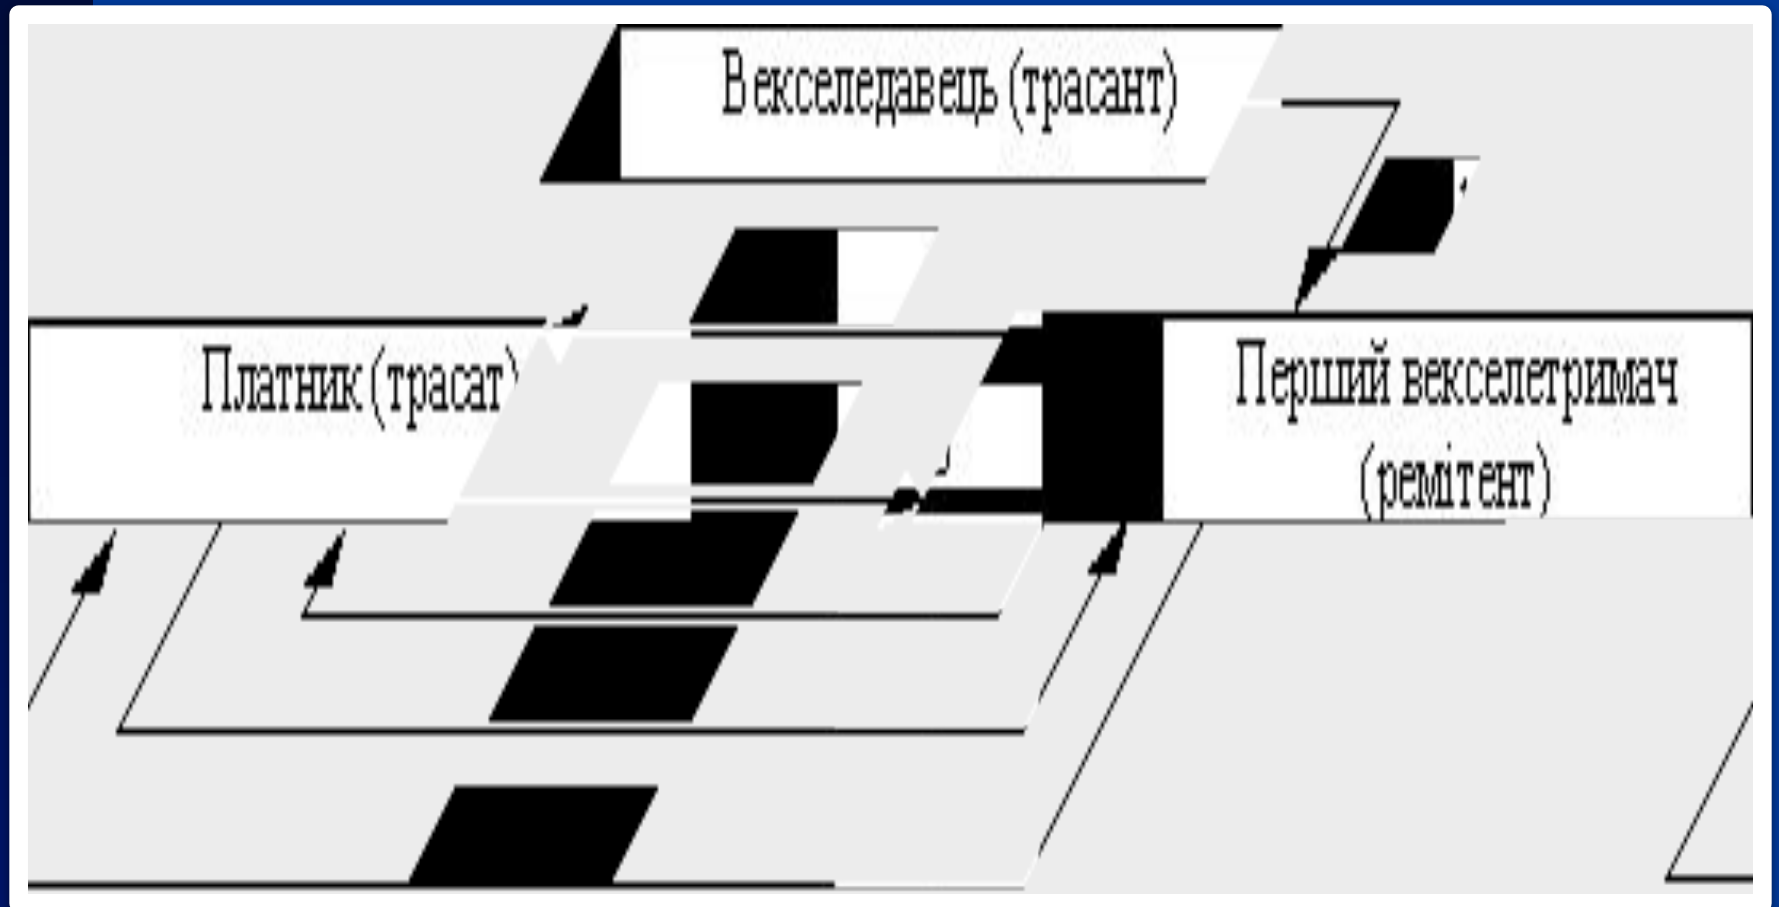 Векселедавець (трасант)
Платник (трасат)
Перший векселетримач
(ремітент)